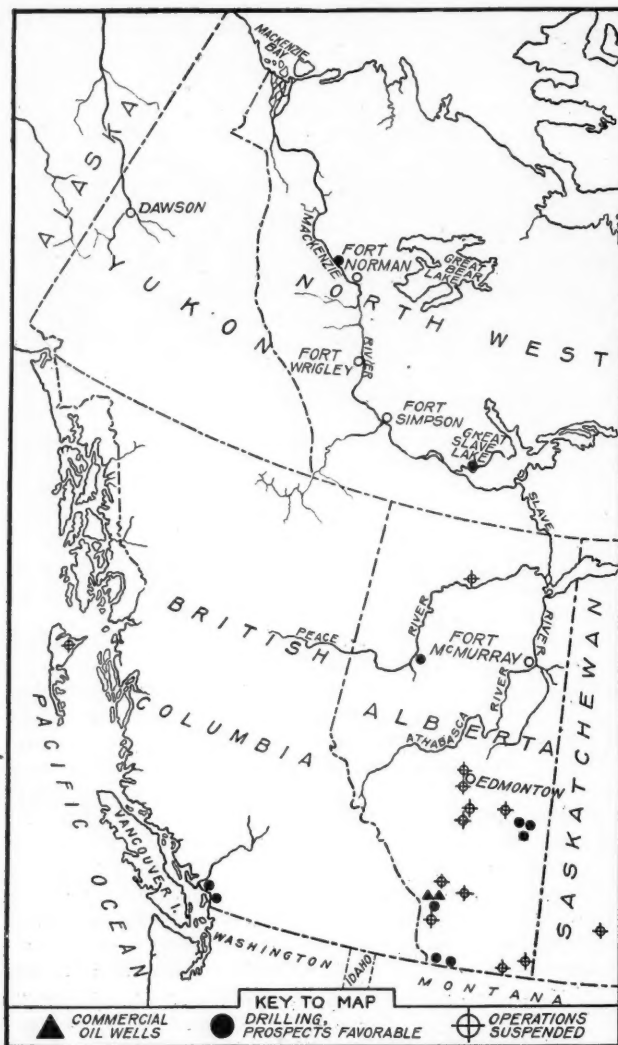 MACKENZIE
BAY
ALASKA
DAWSON
YUKON
MACKENZIE
RIVER
FORT
NORMAN
GREAT
BEAR
LAKE
NORTH WEST
FORT
WRIGLEY
FORT
SIMPSON
GREAT
SLAVE
LAKE
SLAVE
RIVER
BRITISH
COLUMBIA
PEACE
RIVER
FORT
McMURRAY
RIVER
ATHABASCA
ALBERTA
SASKATCHEWAN
EDMONTOW
PACIFIC
OCEAN
VANCOUVER I.
WASHINGTON
IDAHO
MONTANA
KEY TO MAP
COMMERCIAL
OIL WELLS
DRILLING,
PROSPECTS FAVORABLE
OPERATIONS
SUSPENDED